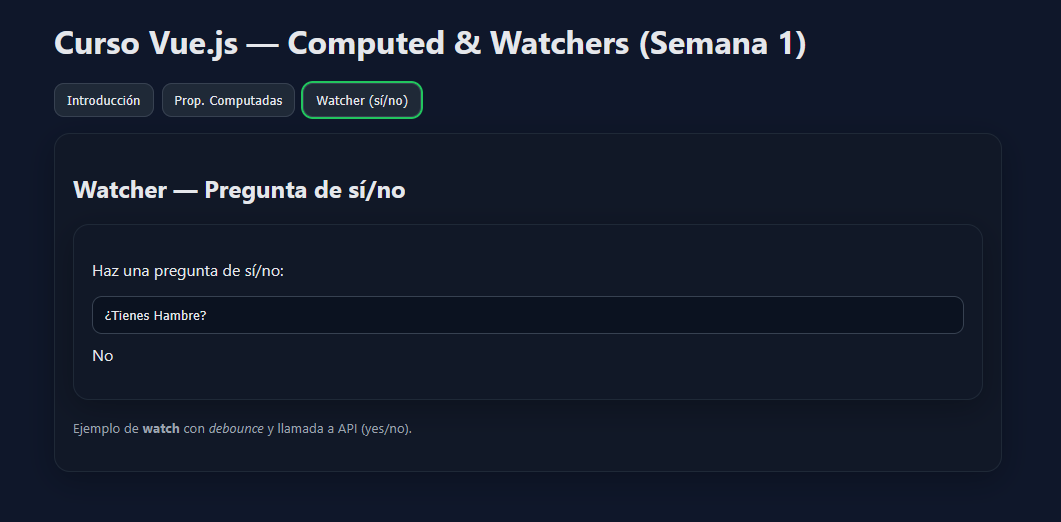 Curso Vue.js — Computed & Watchers (Semana 1)
Introducción Prop. Computadas Watcher (sí/no)
Watcher — Pregunta de sí/no
Haz una pregunta de sí/no:
¿Tienes Hambre?
No
Ejemplo de watch con debounce y llamada a API (yes/no).